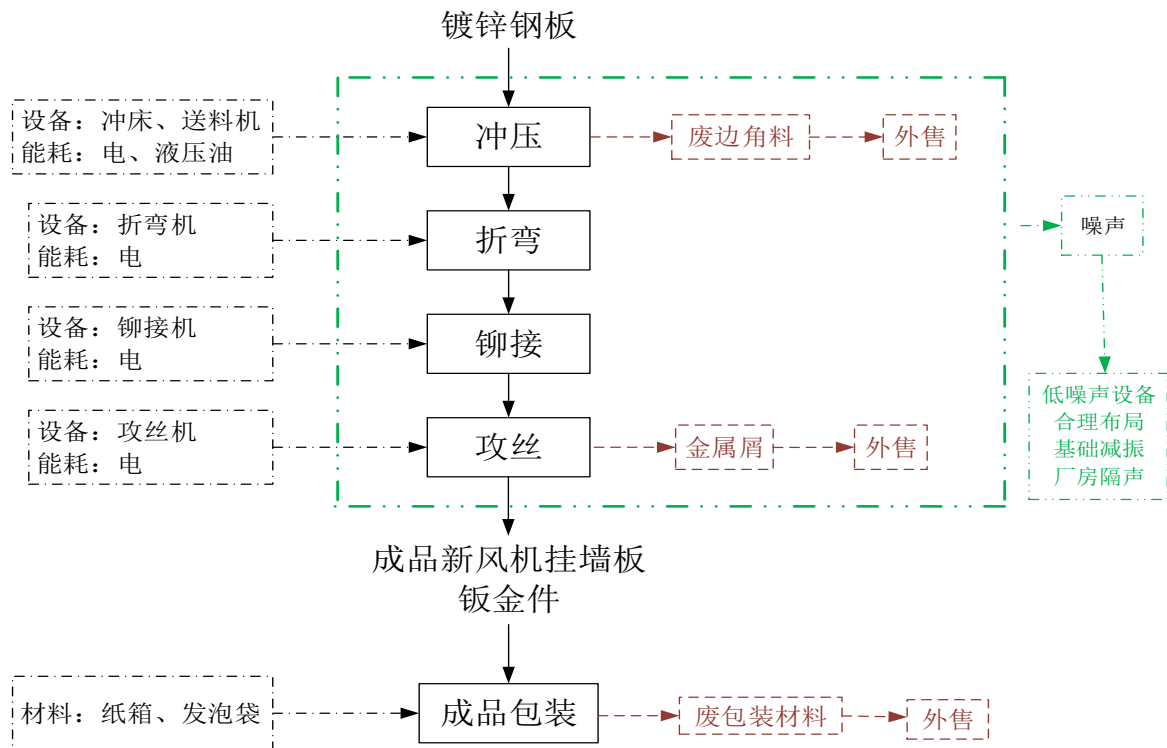 镀锌钢板
设备：冲床、送料机
能耗：电、液压油
冲压
废边角料
外售
设备：折弯机
能耗：电
折弯
噪声
设备：铆接机
能耗：电
铆接
低噪声设备
合理布局
基础减振
厂房隔声
设备：攻丝机
能耗：电
攻丝
金属屑
外售
成品新风机挂墙板
钣金件
材料：纸箱、发泡袋
成品包装
废包装材料
外售